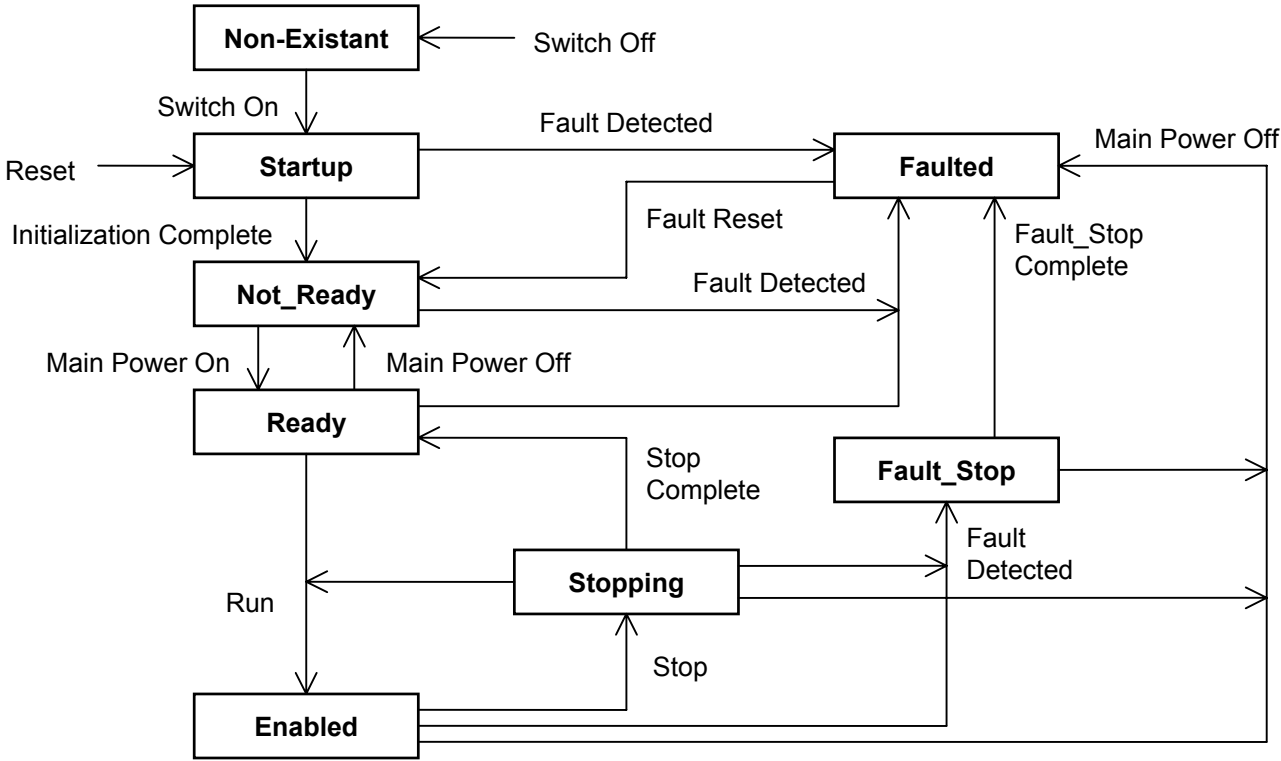 Non-Existant
Switch Off
Switch On
Fault Detected
Main Power Off
Reset
Startup
Faulted
Fault Reset
Initialization Complete
Fault_Stop
Complete
Not_Ready
Fault Detected
Main Power On
Main Power Off
Ready
Stop
Complete
Fault_Stop
Fault
Detected
Stopping
Run
Stop
Enabled